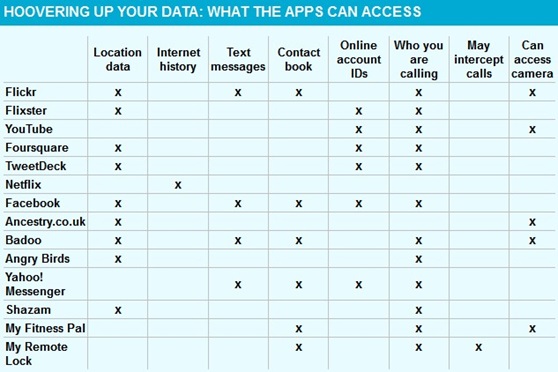 HOOVERING UP YOUR DATA: WHAT THE APPS CAN ACCESS
Location data Internet history Text messages Contact book Online account IDs Who you are calling May intercept calls Can access camera
Flickr x x x x x
Flixster x x x
YouTube x x x
Foursquare x x x
TweetDeck x x x
Netflix x
Facebook x x x x x
Ancestry.co.uk x x
Badoo x x x x x
Angry Birds x x
Yahoo! Messenger x x x x
Shazam x x
My Fitness Pal x x x
My Remote Lock x x x